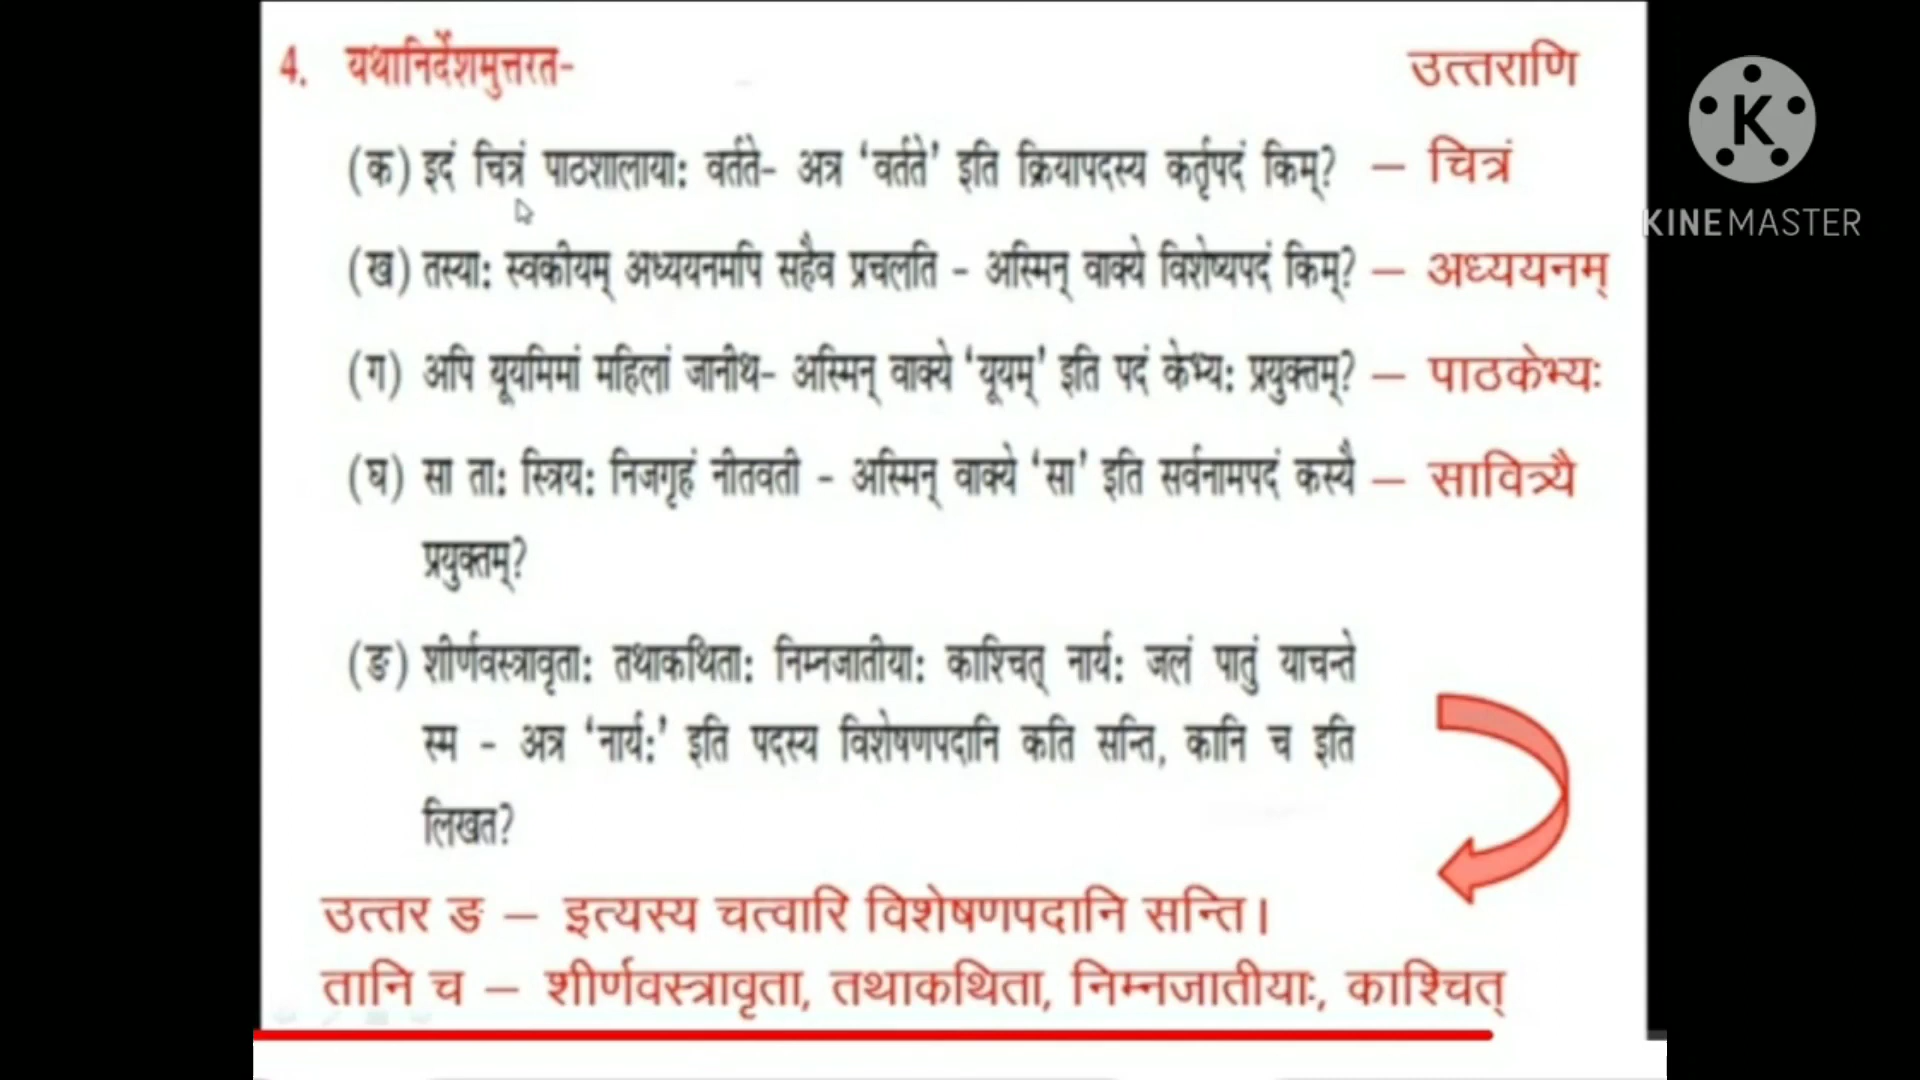 4. यथानिर्देशमुत्तरत-
उत्तराणि
(क) इदं चित्रं पाठशालाया: वर्तते- अत्र ‘वर्तते’ इति क्रियापदस्य कर्तृपदं किम्? – चित्रं
(ख) तस्या: स्वकीयम् अध्ययनमपि सहैव प्रचलति - अस्मिन् वाक्ये विशेष्यपदं किम्? – अध्ययनम्
(ग) अपि यूयमिमां महिलां जानीथ- अस्मिन् वाक्ये ‘यूयम्’ इति पदं केभ्य: प्रयुक्तम्? – पाठकेभ्यः
(घ) सा ता: स्त्रिय: निजगृहं नीतवती - अस्मिन् वाक्ये ‘सा’ इति सर्वनामपदं कस्यै – सावित्र्यै
प्रयुक्तम्?
(ङ) शीर्णवस्त्रावृता: तथाकथिता: निम्नजातीया: काश्चित् नार्य: जलं पातुं याचन्ते
स्म - अत्र ‘नार्य:’ इति पदस्य विशेषणपदानि कति सन्ति, कानि च इति
लिखत?
उत्तर ङ – इत्यस्य चत्वारि विशेषणपदानि सन्ति।
तानि च – शीर्णवस्त्रावृता, तथाकथिता, निम्नजातीयाः, काश्चित्
K
KINEMASTER